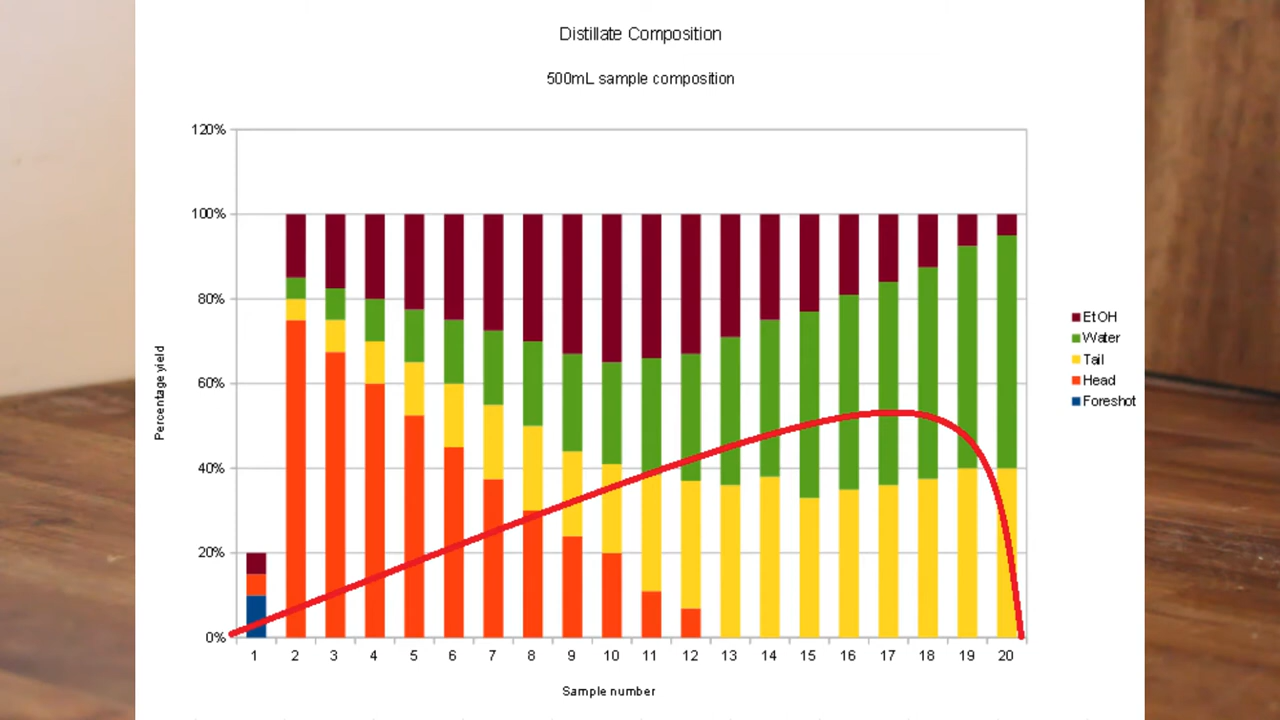 Distillate Composition
500mL sample composition
120%
100%
80%
60%
40%
20%
0%
Percentage yield
1 2 3 4 5 6 7 8 9 10 11 12 13 14 15 16 17 18 19 20
Sample number
EtOH
Water
Tail
Head
Foreshot